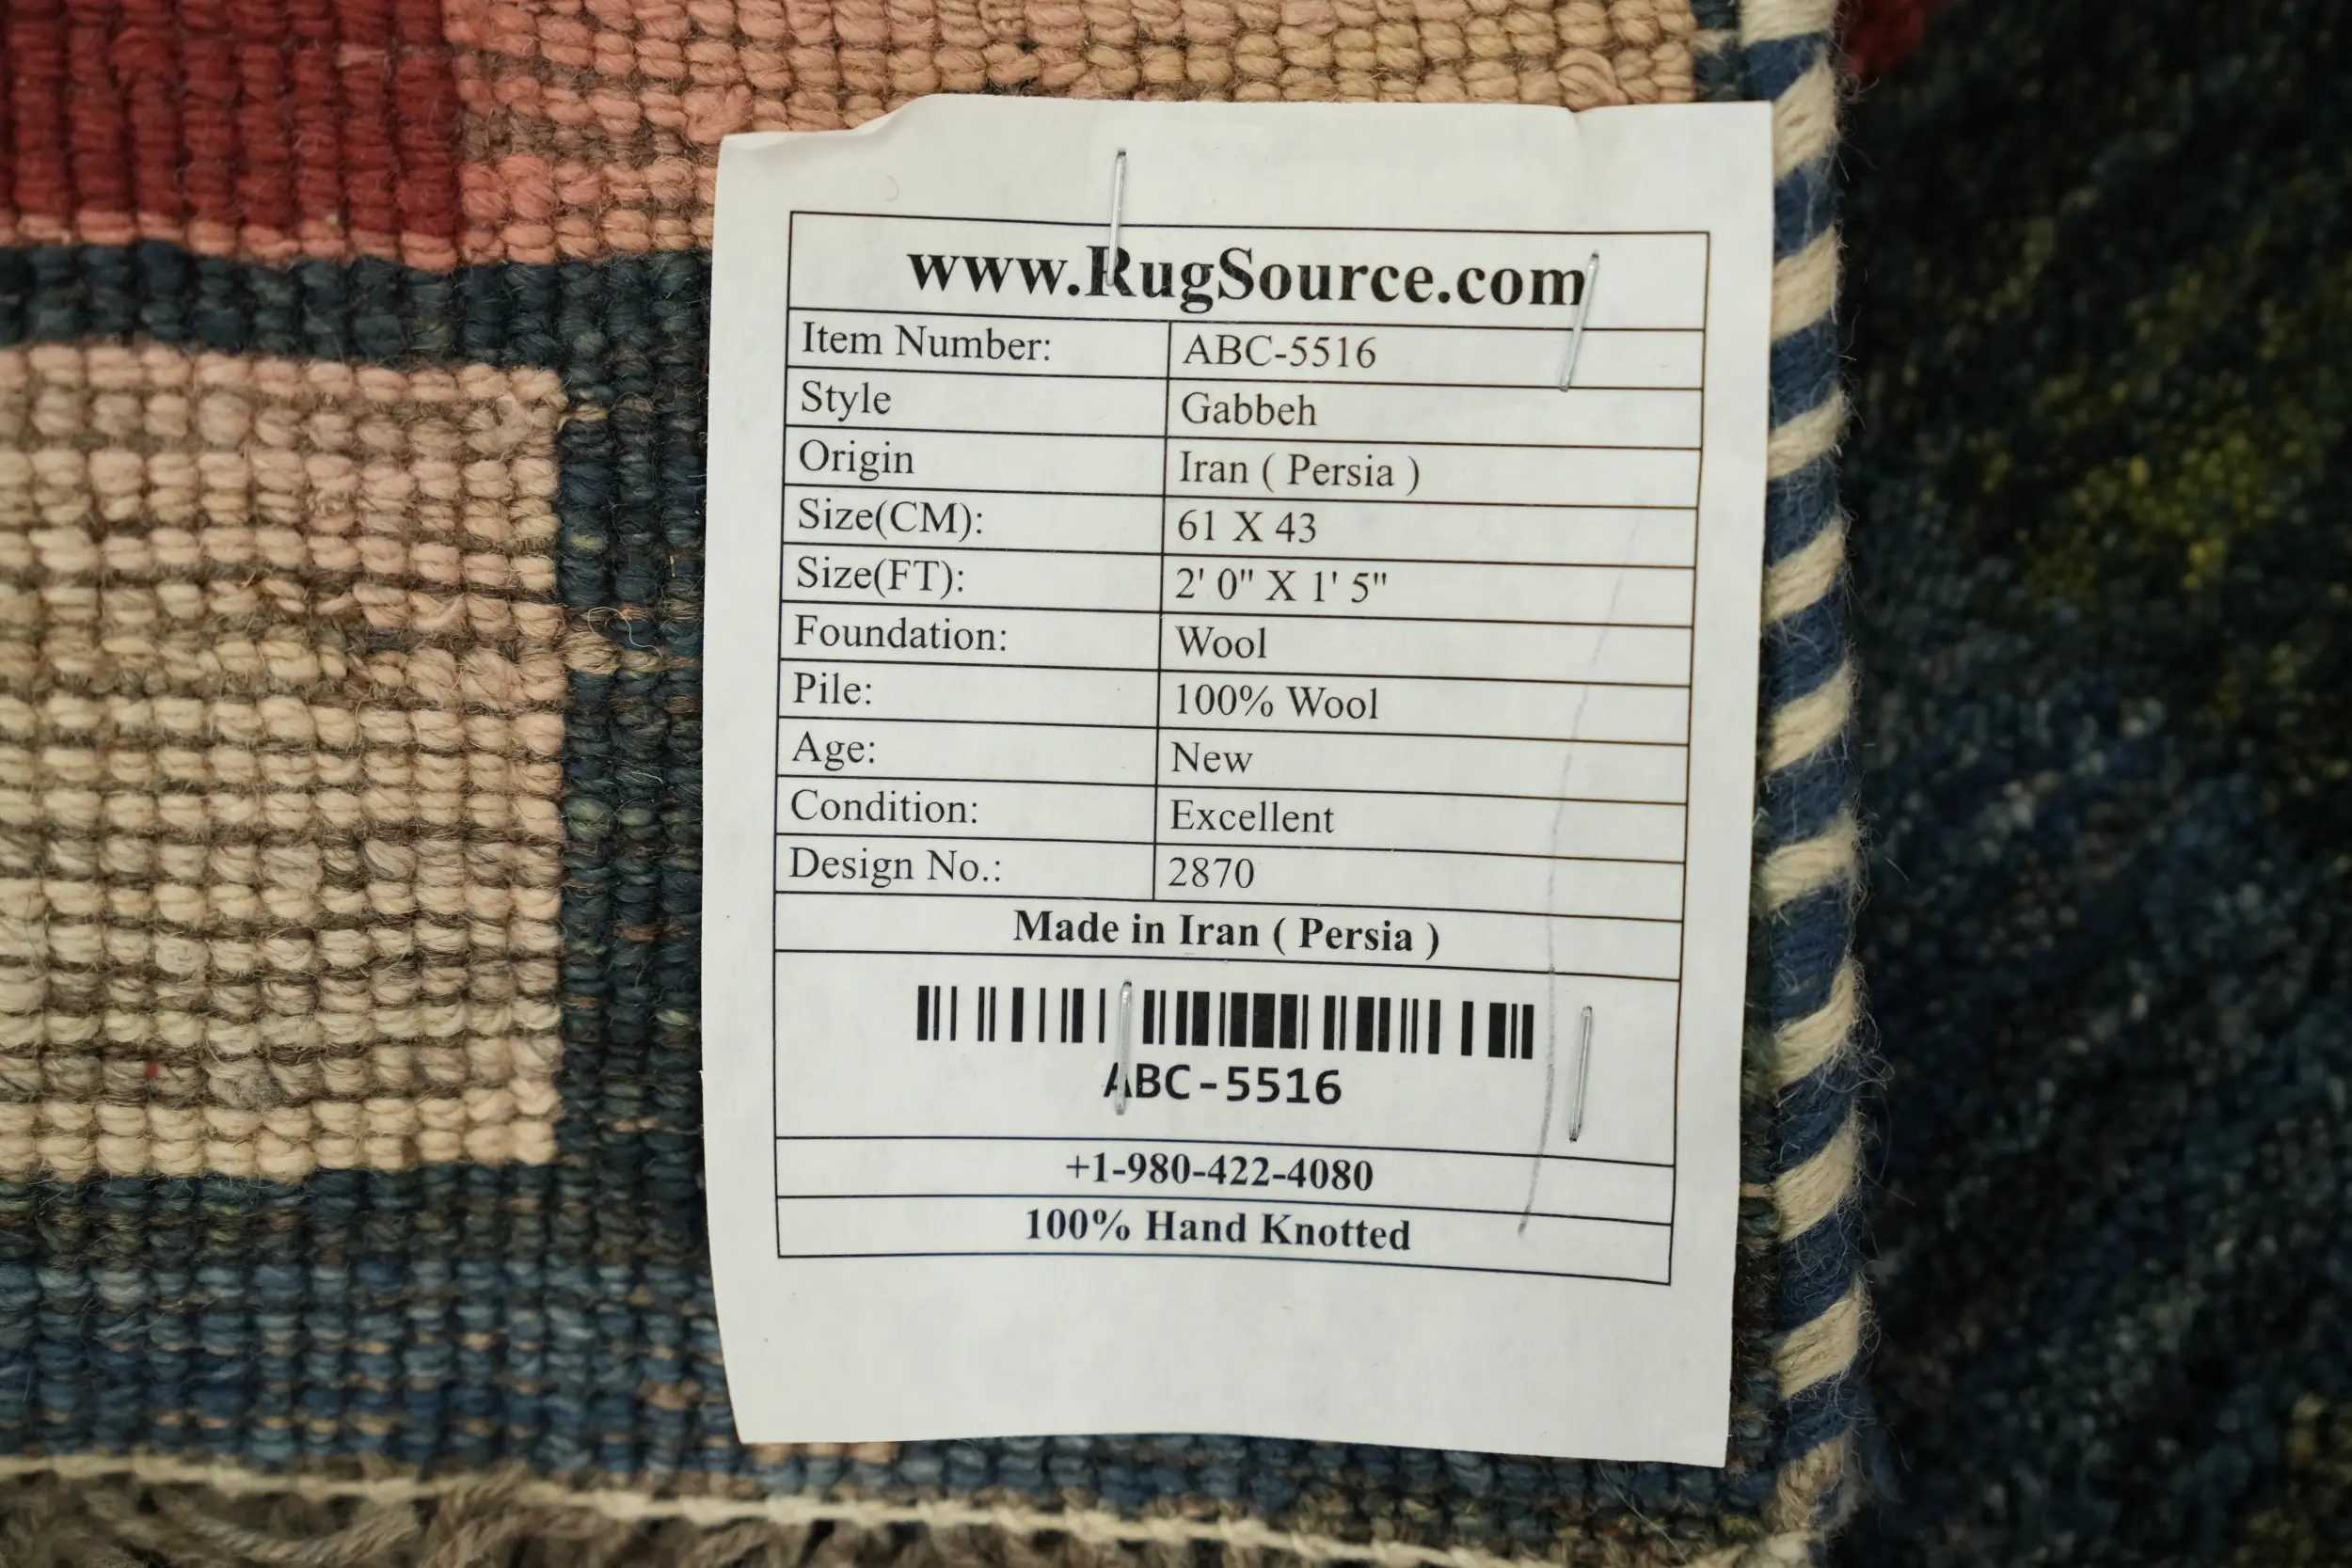 www.RugSource.com
Item Number: ABC-5516
Style Gabbeh
Origin Iran ( Persia )
Size(CM): 61 X 43
Size(FT): 2' 0" X 1' 5"
Foundation: Wool
Pile: 100% Wool
Age: New
Condition: Excellent
Design No.: 2870
Made in Iran ( Persia )
ABC-5516
+1-980-422-4080
100% Hand Knotted